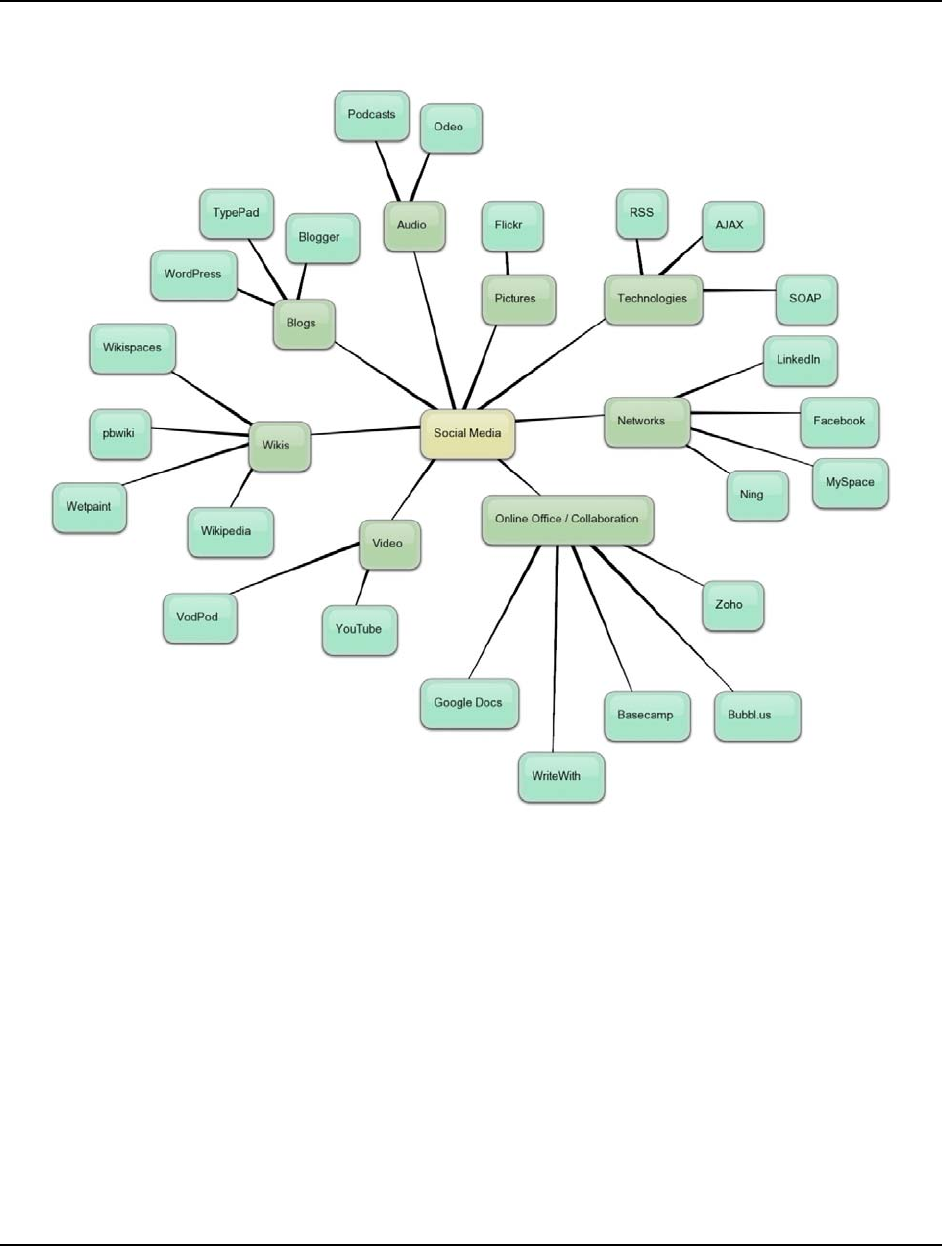 Podcasts
Odeo
TypePad
Blogger
WordPress
Audio
Flickr
RSS
AJAX
Blogs
Pictures
Technologies
SOAP
Wikispaces
LinkedIn
pbwiki
Wikis
Social Media
Networks
Facebook
Wetpaint
Wikipedia
MySpace
Ning
Online Office / Collaboration
Video
VodPod
YouTube
Zoho
Google Docs
Basecamp
Bubbl.us
WriteWith